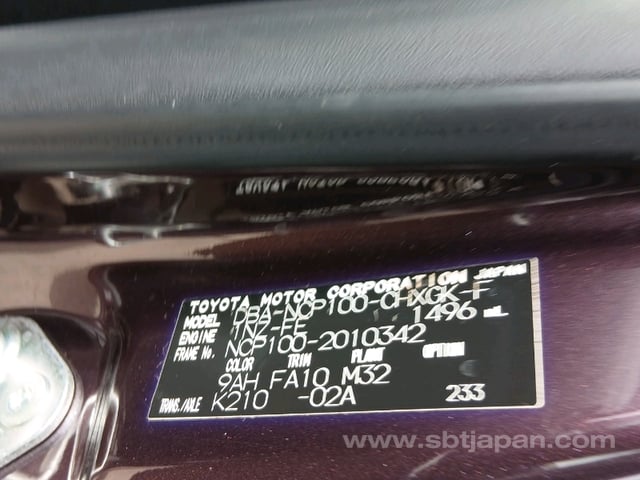 TOYOTA MOTOR CORPORATION JAPAN
MODEL DBA-NCP100-CHXGK-F
ENGINE 1NZ-FE 1496 mL
FRAME No. NCP100-2010342
COLOR TRIM PLANT OPTION
9AH FA10 M32
TRANS./AXLE K210 -02A 233
www.sbtjapan.com